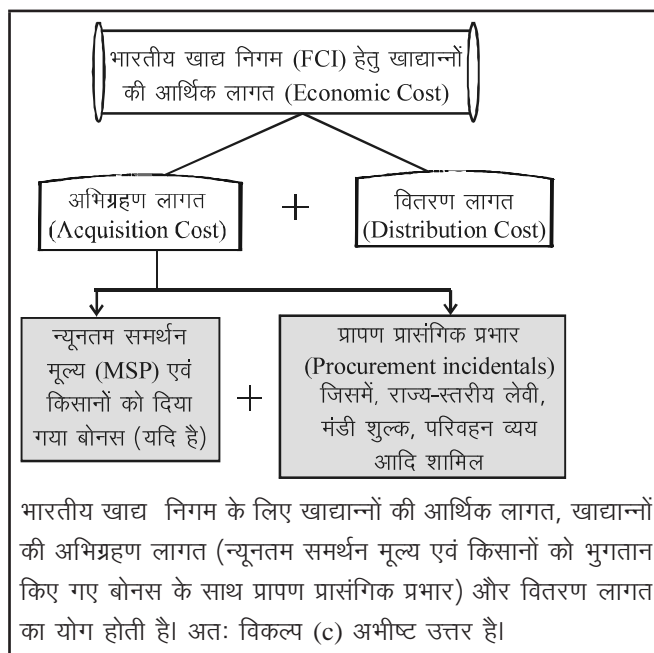 भारतीय खाद्य निगम (FCI) हेतु खाद्यान्नों
की आर्थिक लागत (Economic Cost)
अभिग्रहण लागत
(Acquisition Cost)
+
वितरण लागत
(Distribution Cost)
न्यूनतम समर्थन
मूल्य (MSP) एवं
किसानों को दिया
गया बोनस (यदि है)
+
प्रापण प्रासंगिक प्रभार
(Procurement incidentals)
जिसमें, राज्य-स्तरीय लेवी,
मंडी शुल्क, परिवहन व्यय
आदि शामिल
भारतीय खाद्य निगम के लिए खाद्यान्नों की आर्थिक लागत, खाद्यान्नों
की अभिग्रहण लागत (न्यूनतम समर्थन मूल्य एवं किसानों को भुगतान
किए गए बोनस के साथ प्रापण प्रासंगिक प्रभार) और वितरण लागत
का योग होती है। अतः विकल्प (c) अभीष्ट उत्तर है।